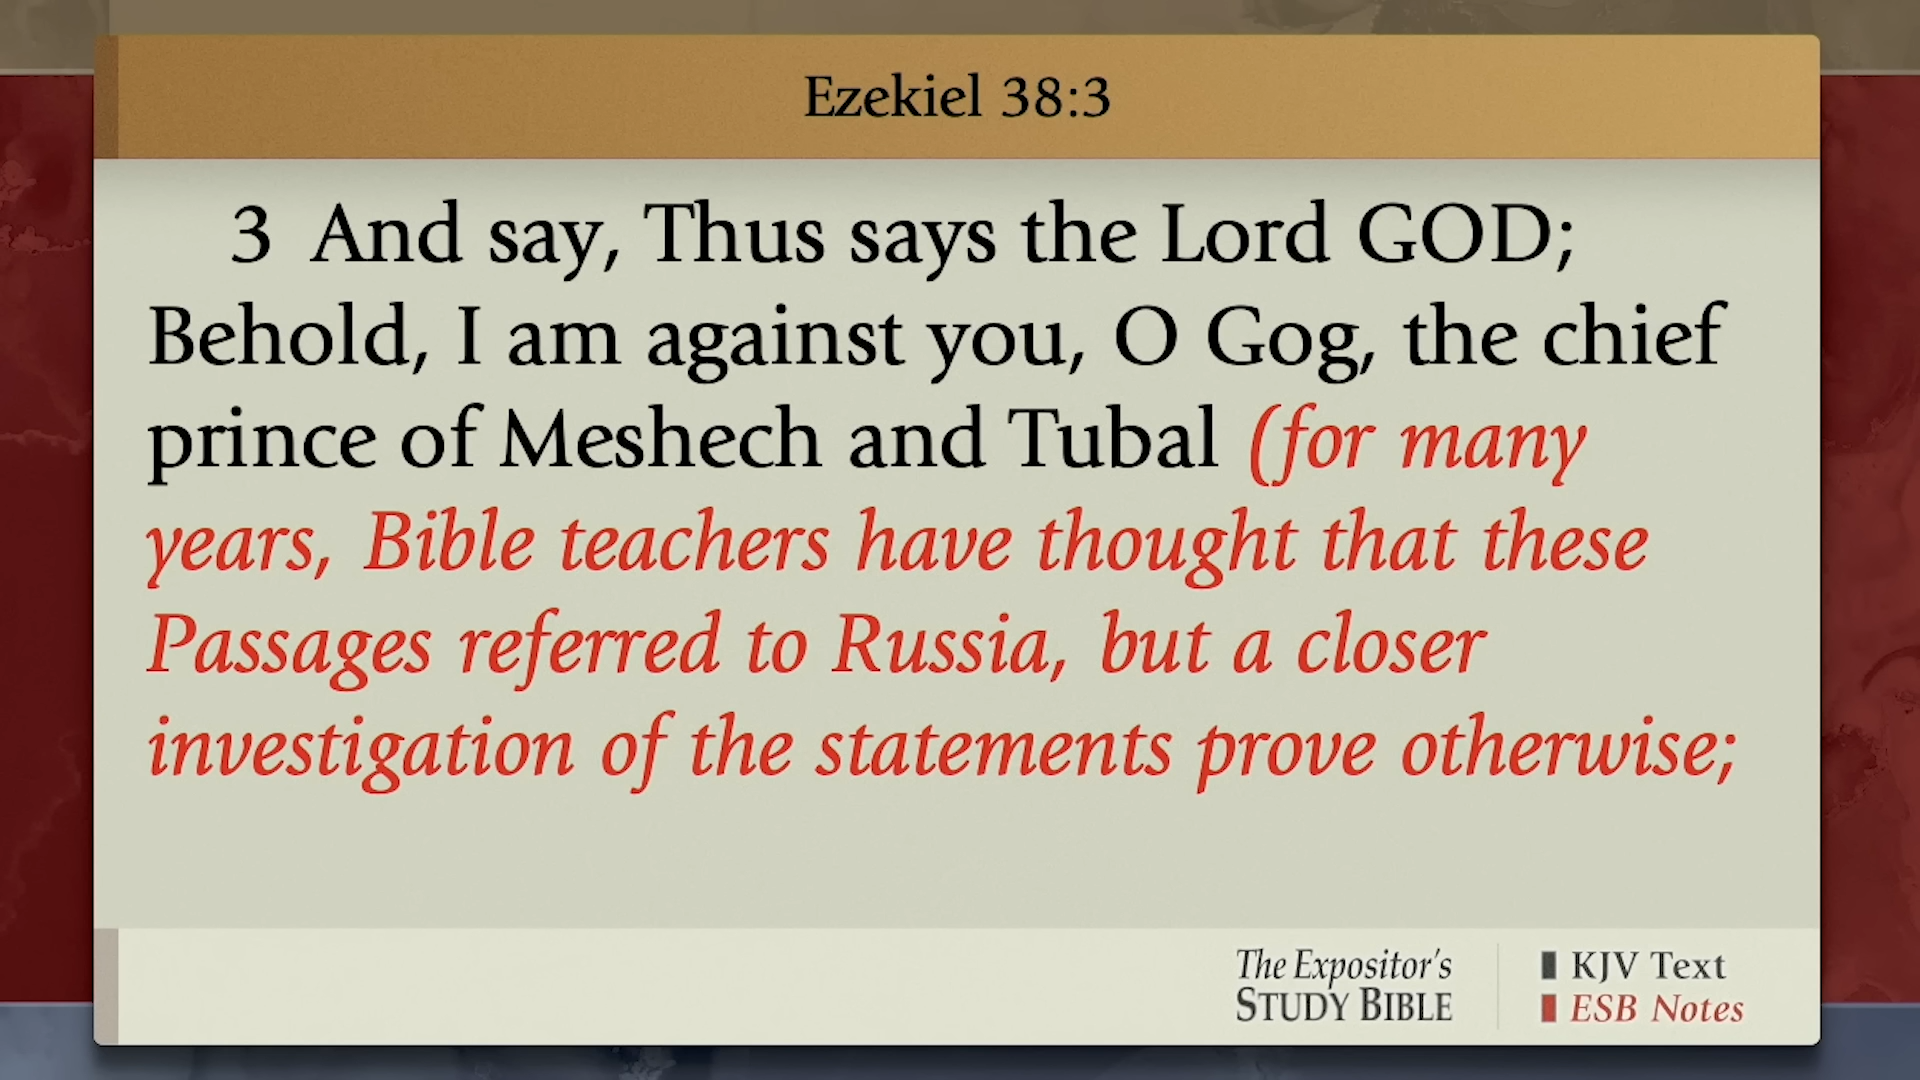 Ezekiel 38:3
3 And say, Thus says the Lord GOD;
Behold, I am against you, O Gog, the chief
prince of Meshech and Tubal (for many
years, Bible teachers have thought that these
Passages referred to Russia, but a closer
investigation of the statements prove otherwise;
The Expositor's
STUDY BIBLE
KJV Text
ESB Notes